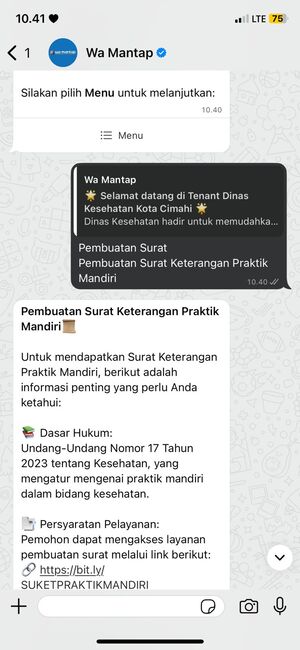 10.41
LTE 75
1
WA MANTAP
Wa Mantap
Silakan pilih Menu untuk melanjutkan:
10.40
Menu
Wa Mantap
🌟 Selamat datang di Tenant Dinas
Kesehatan Kota Cimahi 🌟
Dinas Kesehatan hadir untuk memudahka...
Pembuatan Surat
Pembuatan Surat Keterangan Praktik
Mandiri
10.40
Pembuatan Surat Keterangan Praktik
Mandiri📜
Untuk mendapatkan Surat Keterangan
Praktik Mandiri, berikut adalah
informasi penting yang perlu Anda
ketahui:
📚 Dasar Hukum:
Undang-Undang Nomor 17 Tahun
2023 tentang Kesehatan, yang
mengatur mengenai praktik mandiri
dalam bidang kesehatan.
📑 Persyaratan Pelayanan:
Pemohon dapat mengakses layanan
pembuatan surat melalui link berikut:
🔗 https://bit.ly/
SUKETPRAKTIKMANDIRI